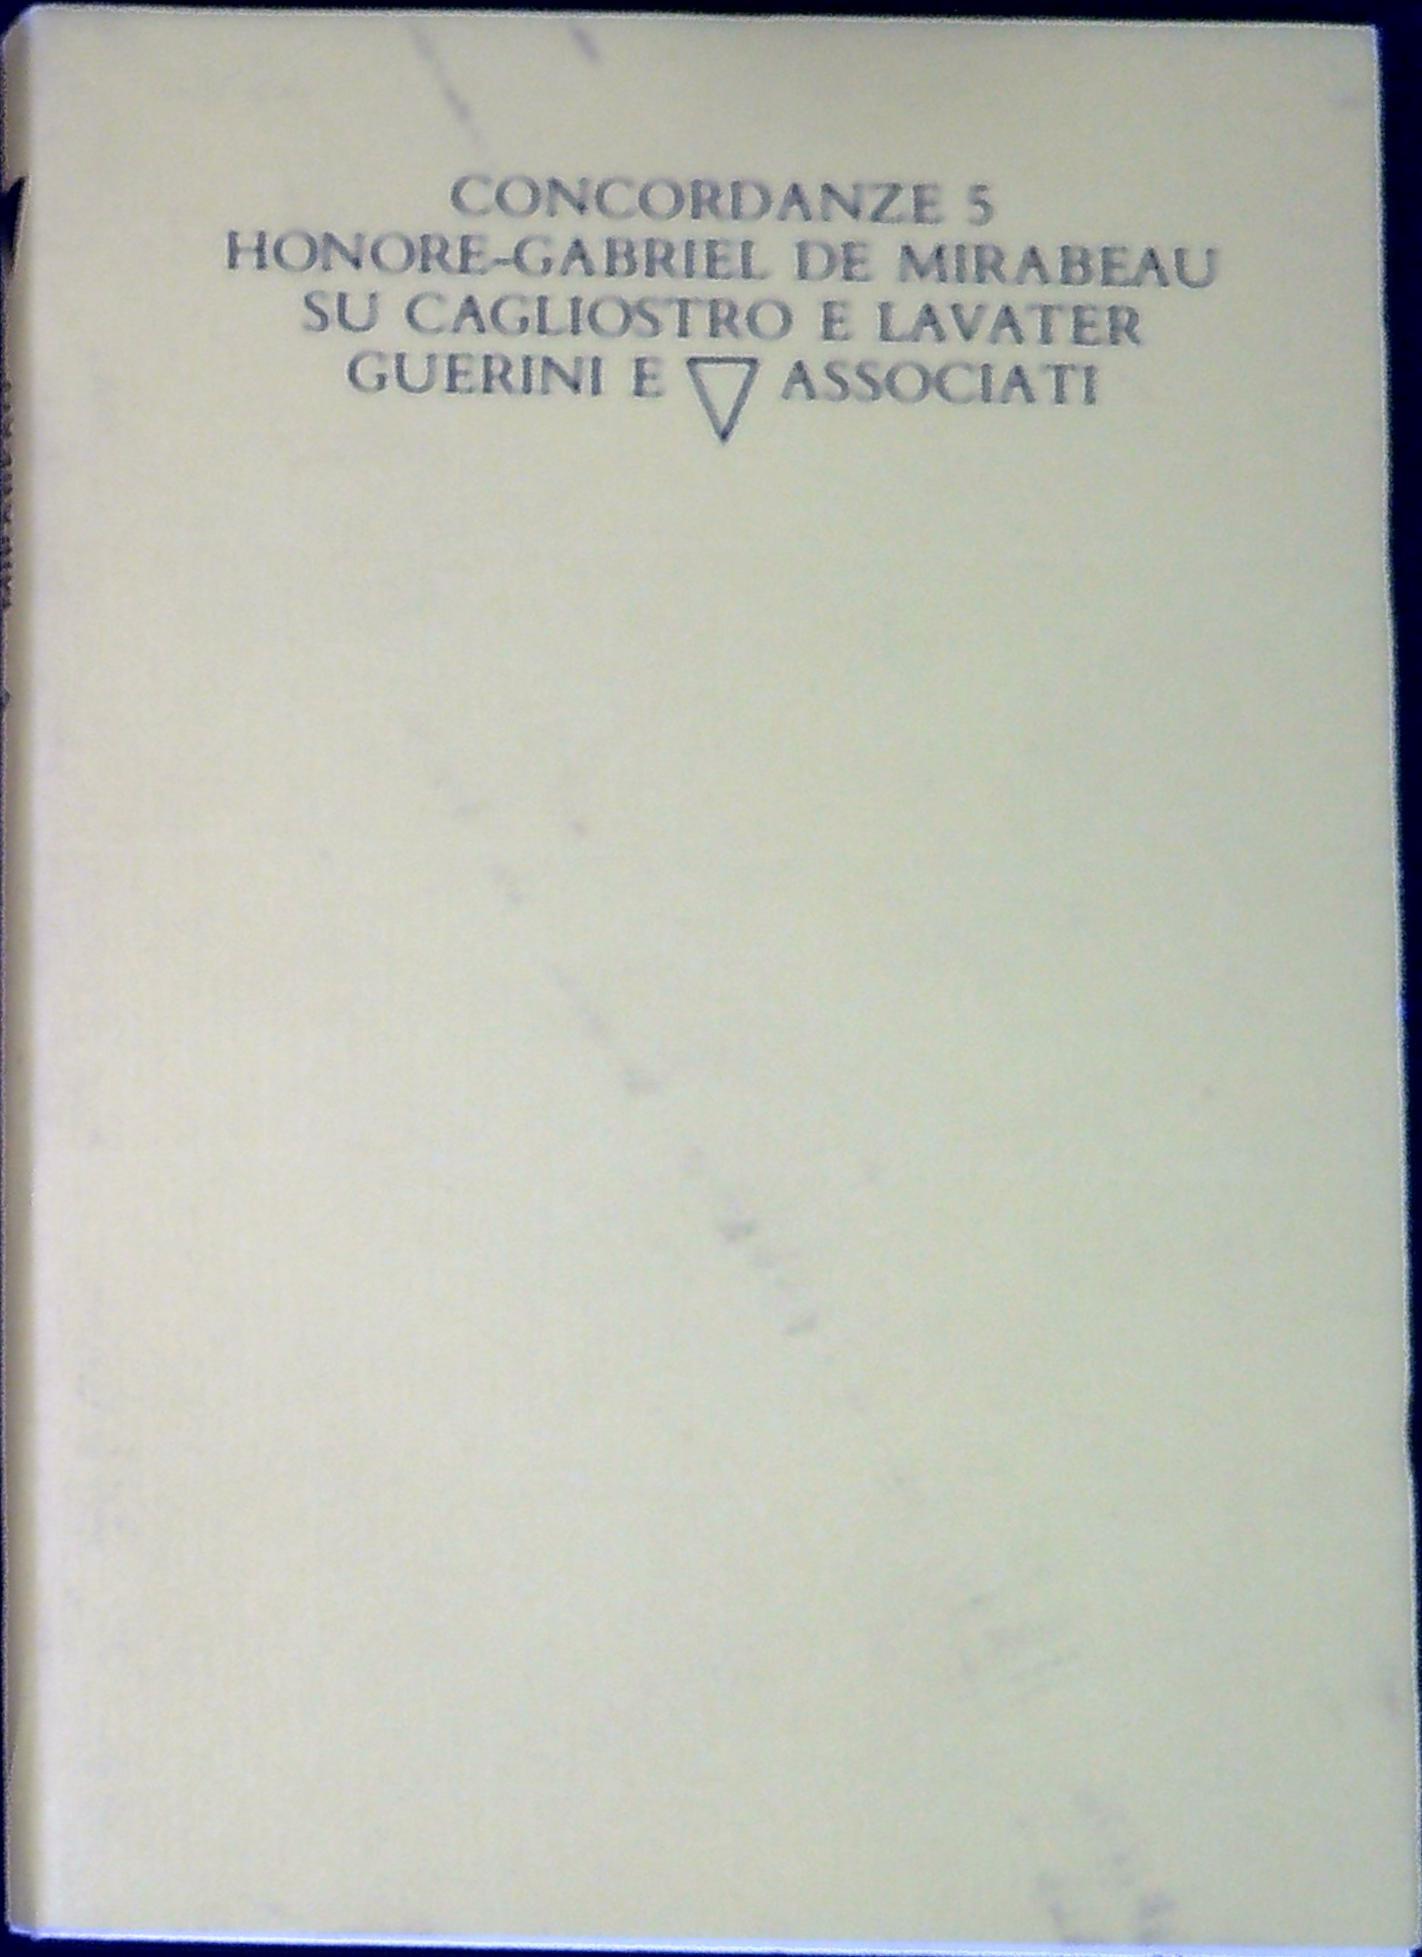 CONCORDANZE 5
HONORE-GABRIEL DE MIRABEAU
SU CAGLIOSTRO E LAVATER
GUERINI E ASSOCIATI